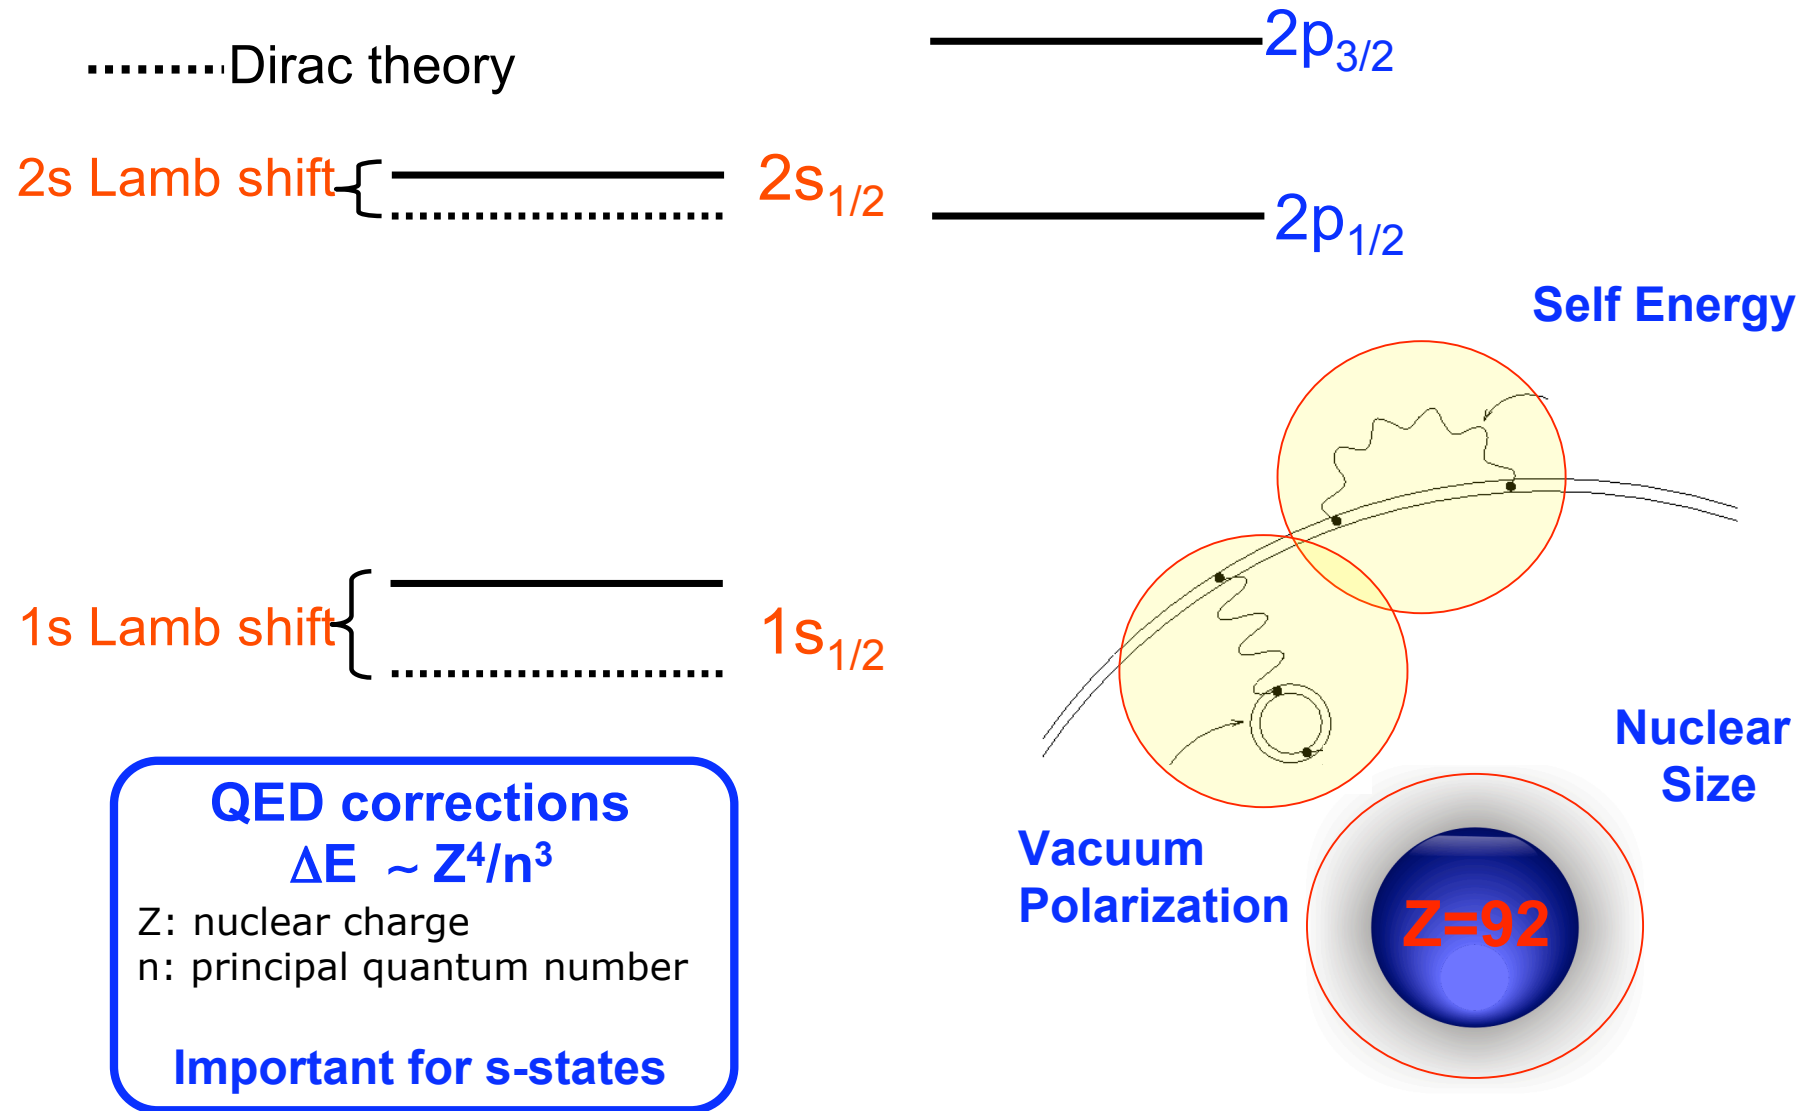 Dirac theory
2p3/2
2s Lamb shift
2s1/2
2p1/2
Self Energy
1s Lamb shift
1s1/2
Nuclear
Size
QED corrections
ΔE ~ Z⁴/n³
Z: nuclear charge
n: principal quantum number
Important for s-states
Vacuum
Polarization
Z=92